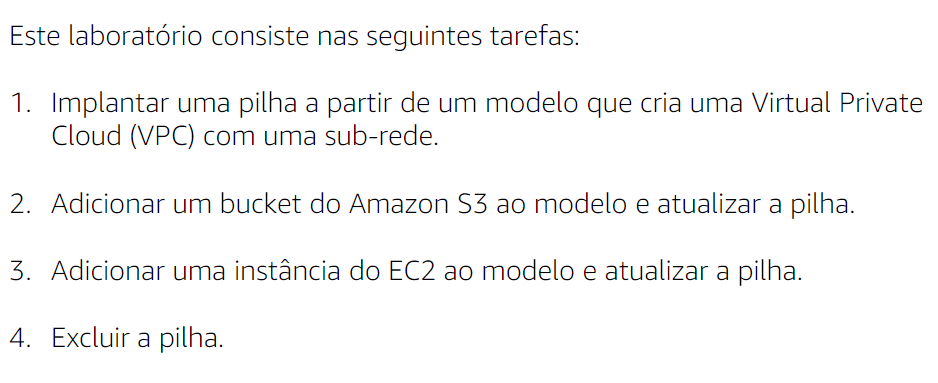 Este laboratório consiste nas seguintes tarefas:
1. Implantar uma pilha a partir de um modelo que cria uma Virtual Private
Cloud (VPC) com uma sub-rede.
2. Adicionar um bucket do Amazon S3 ao modelo e atualizar a pilha.
3. Adicionar uma instância do EC2 ao modelo e atualizar a pilha.
4. Excluir a pilha.